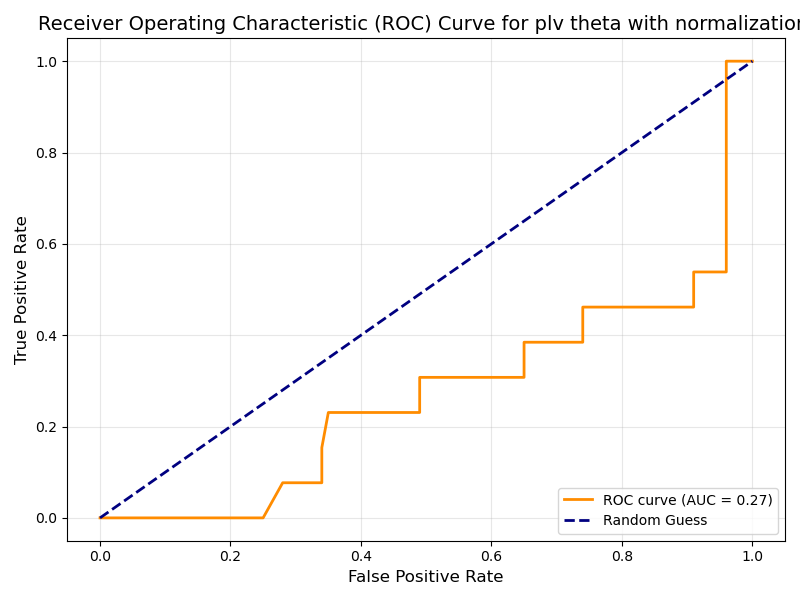 Receiver Operating Characteristic (ROC) Curve for plv theta with normalization
1.0
0.8
0.6
0.4
0.2
0.0
True Positive Rate
0.0 0.2 0.4 0.6 0.8 1.0
False Positive Rate
ROC curve (AUC = 0.27)
Random Guess